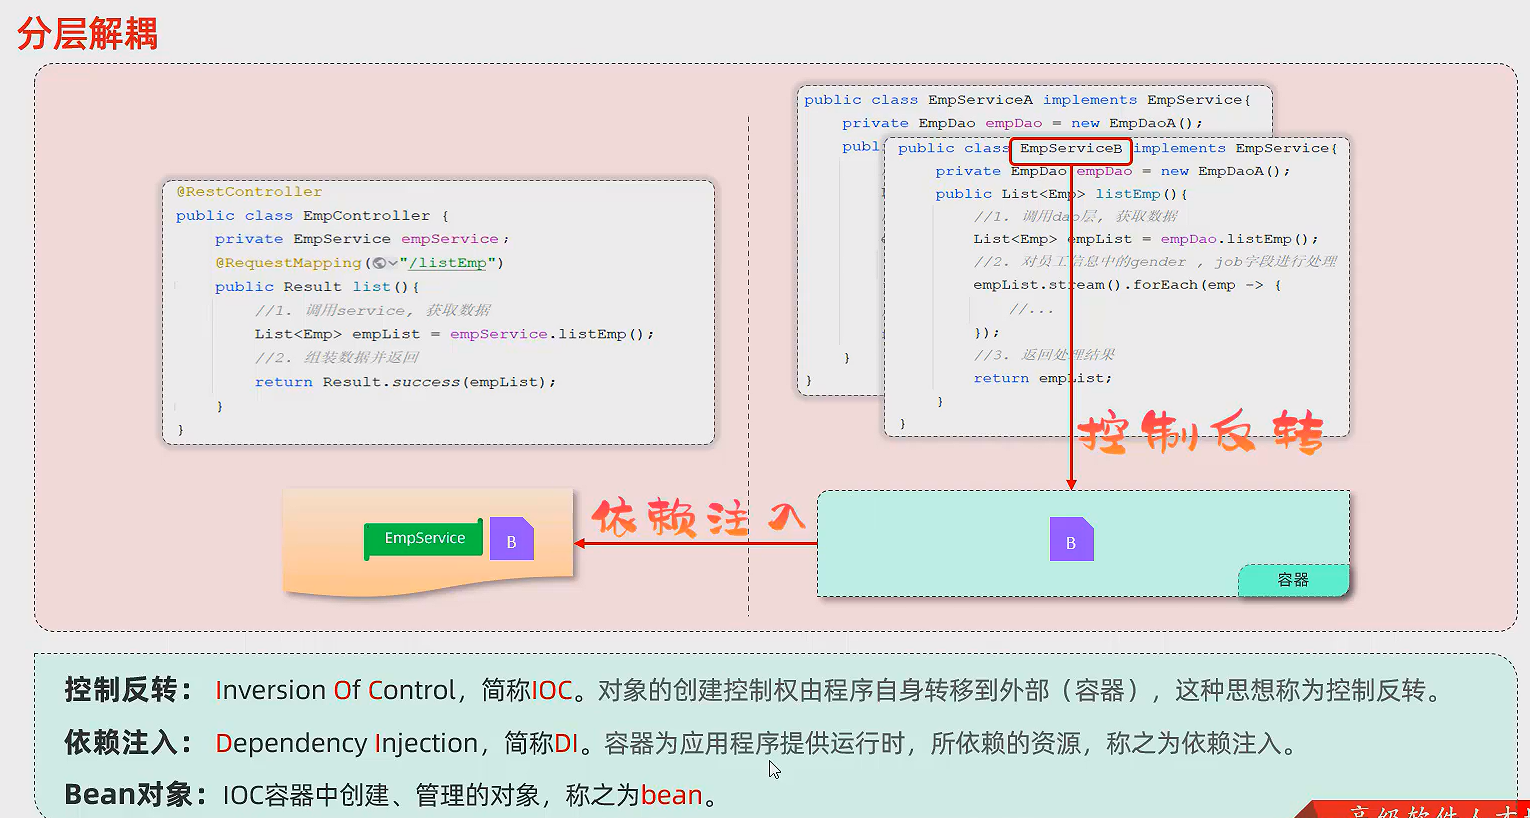 分层解耦
@RestController
public class EmpController {
private EmpService empService;
@RequestMapping("/listEmp")
public Result list(){
//1. 调用service, 获取数据
List<Emp> empList = empService.listEmp();
//2. 组装数据并返回
return Result.success(empList);
}
}
public class EmpServiceA implements EmpService{
private EmpDao empDao = new EmpDaoA();
publ
}
}
public class EmpServiceB implements EmpService{
private EmpDao empDao = new EmpDaoA();
public List<Emp> listEmp(){
//1. 调用dao层, 获取数据
List<Emp> empList = empDao.listEmp();
//2. 对员工信息中的gender , job字段进行处理
empList.stream().forEach(emp -> {
//...
});
//3. 返回处理结果
return empList;
}
}
控制反转
依赖注入
EmpService
B
B
容器
控制反转： Inversion Of Control，简称IOC。对象的创建控制权由程序自身转移到外部（容器），这种思想称为控制反转。
依赖注入： Dependency Injection，简称DI。容器为应用程序提供运行时，所依赖的资源，称之为依赖注入。
Bean对象：IOC容器中创建、管理的对象，称之为bean。
高级软件人才